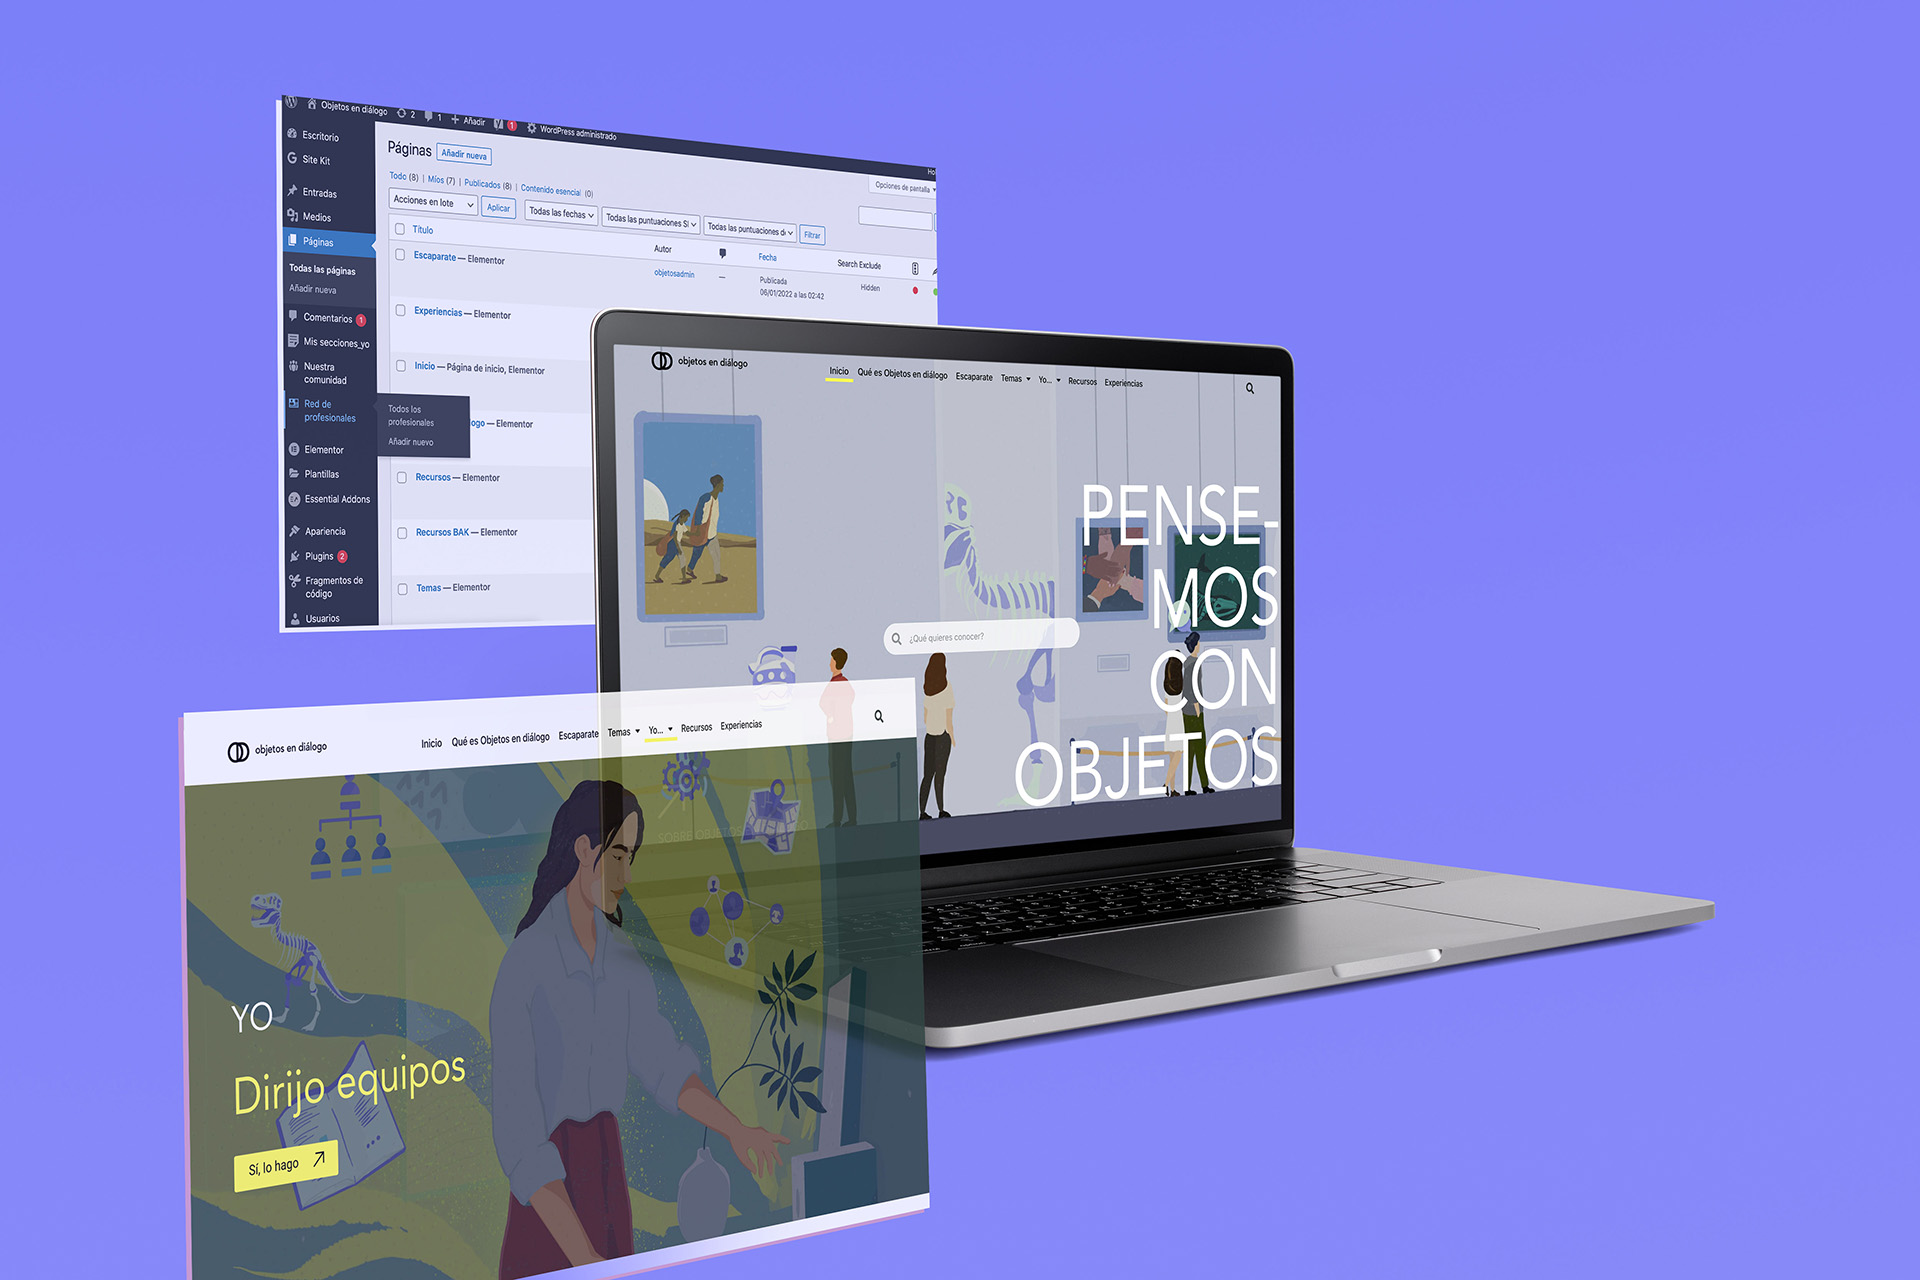 Objetos en diálogo 2 1 Añadir 1 WordPress administrado
Ho
Escritorio
Site Kit
Entradas
Medios
Páginas
Todas las páginas
Añadir nueva
Comentarios 1
Mis secciones_yo
Nuestra
comunidad
Red de
profesionales
Elementor
Plantillas
Essential Addons
Apariencia
Plugins 2
Fragmentos de
código
Usuarios
Todos los
profesionales
Añadir nuevo
Páginas Añadir nueva
Opciones de pantalla
Todo (8) | Míos (7) | Publicados (8) | Contenido esencial (0)
Acciones en lote Aplicar Todas las fechas Todas las puntuaciones SI Todas las puntuaciones de Filtrar
Título Autor Fecha Search Exclude
Escaparate — Elementor objetosadmin — Publicada Hidden
06/01/2022 a las 02:42
Experiencias — Elementor
Inicio — Página de inicio, Elementor
ogo — Elementor
Recursos — Elementor
Recursos BAK — Elementor
Temas — Elementor
objetos en diálogo
Inicio Qué es Objetos en diálogo Escaparate Temas Yo... Recursos Experiencias
PENSE-
MOS
CON
OBJETOS
¿Qué quieres conocer?
objetos en diálogo
Inicio Qué es Objetos en diálogo Escaparate Temas Yo... Recursos Experiencias
SOBRE OBJETOS
YO
Dirijo equipos
Sí, lo hago